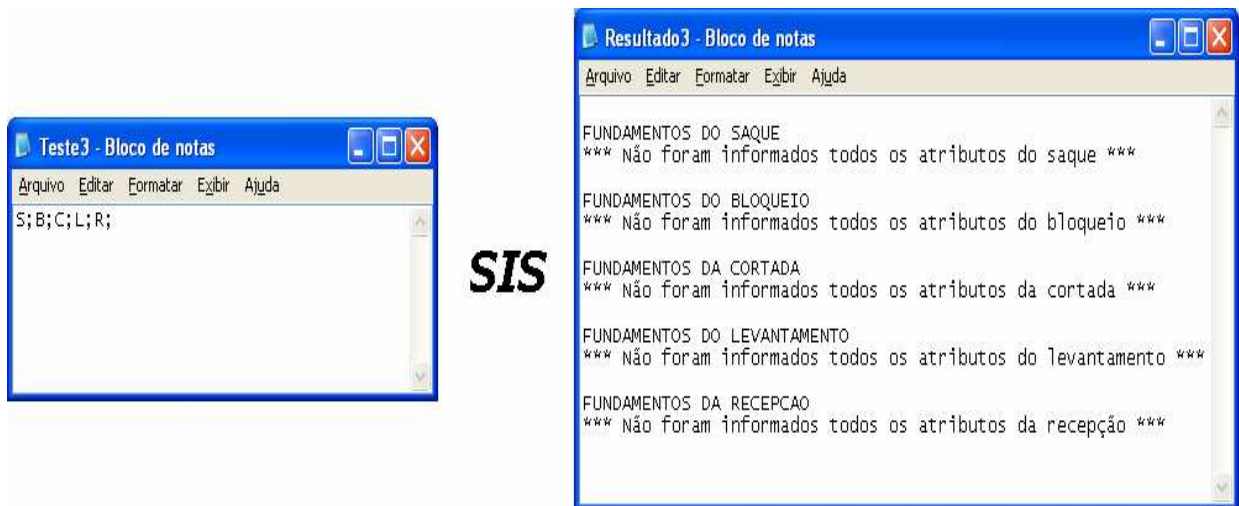 Teste3 - Bloco de notas
Arquivo Editar Formatar Exibir Ajuda
S;B;C;L;R;
SIS
Resultado3 - Bloco de notas
Arquivo Editar Formatar Exibir Ajuda
FUNDAMENTOS DO SAQUE
*** Não foram informados todos os atributos do saque ***
FUNDAMENTOS DO BLOQUEIO
*** Não foram informados todos os atributos do bloqueio ***
FUNDAMENTOS DA CORTADA
*** Não foram informados todos os atributos da cortada ***
FUNDAMENTOS DO LEVANTAMENTO
*** Não foram informados todos os atributos do levantamento ***
FUNDAMENTOS DA RECEPCAO
*** Não foram informados todos os atributos da recepção ***